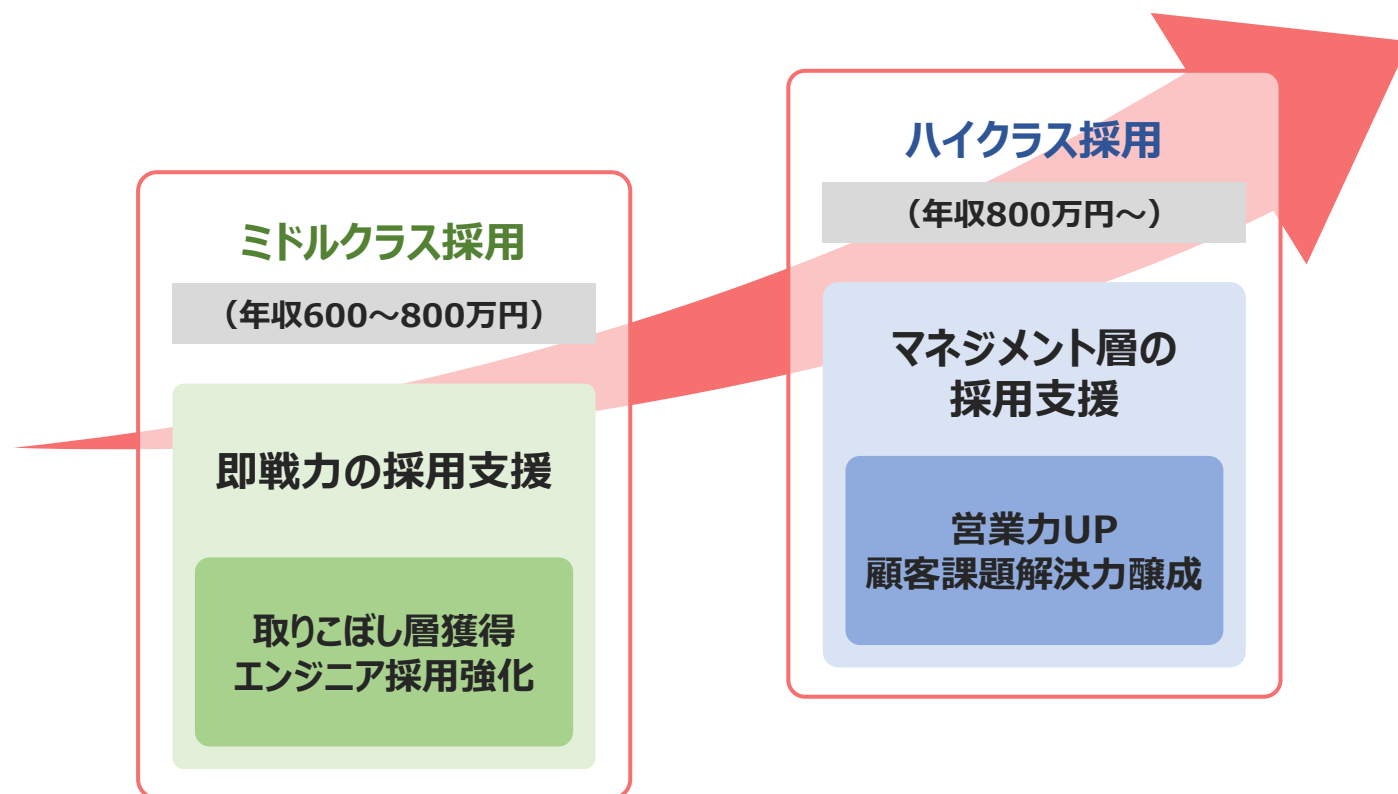 ミドルクラス採用
（年収600～800万円）
即戦力の採用支援
取りこぼし層獲得
エンジニア採用強化
ハイクラス採用
（年収800万円～）
マネジメント層の
採用支援
営業力UP
顧客課題解決力醸成